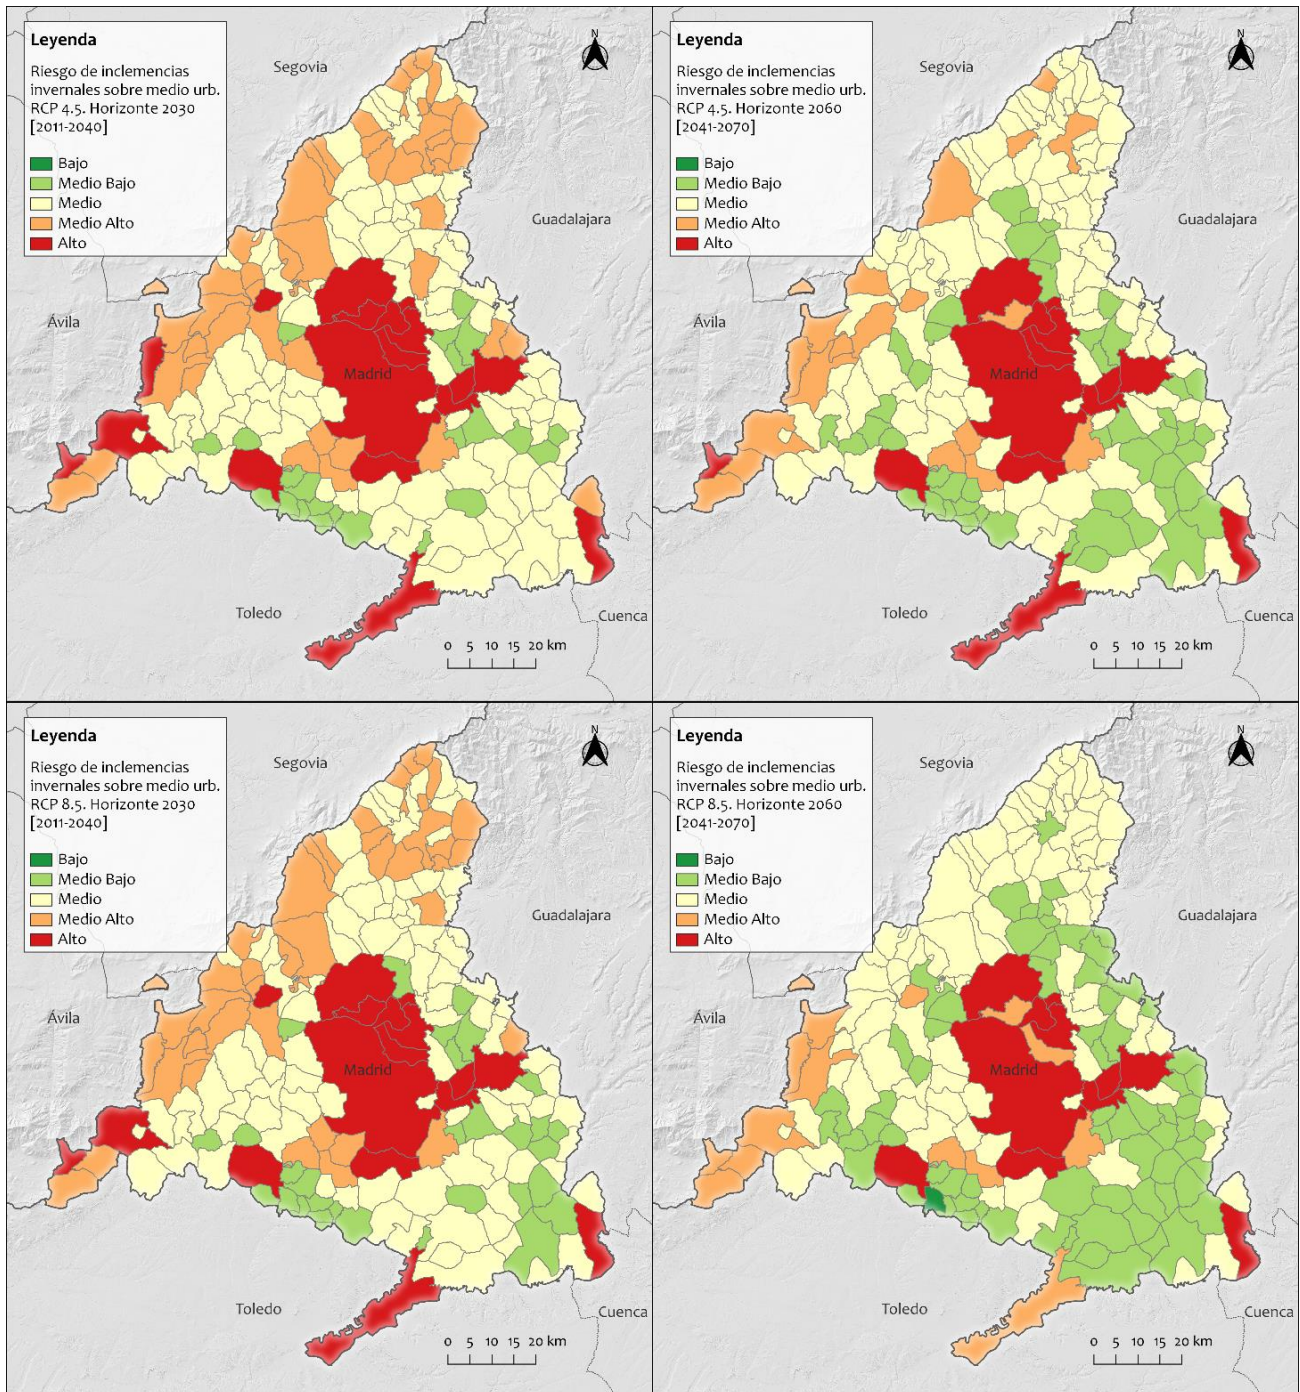 Leyenda
Riesgo de inclemencias
invernales sobre medio urb.
RCP 4.5. Horizonte 2030
[2011-2040]
Bajo
Medio Bajo
Medio
Medio Alto
Alto
N
Segovia
Guadalajara
Ávila
Madrid
Toledo
Cuenca
0 5 10 15 20 km
Leyenda
Riesgo de inclemencias
invernales sobre medio urb.
RCP 4.5. Horizonte 2060
[2041-2070]
Bajo
Medio Bajo
Medio
Medio Alto
Alto
N
Segovia
Guadalajara
Ávila
Madrid
Toledo
Cuenca
0 5 10 15 20 km
Leyenda
Riesgo de inclemencias
invernales sobre medio urb.
RCP 8.5. Horizonte 2030
[2011-2040]
Bajo
Medio Bajo
Medio
Medio Alto
Alto
N
Segovia
Guadalajara
Ávila
Madrid
Toledo
Cuenca
0 5 10 15 20 km
Leyenda
Riesgo de inclemencias
invernales sobre medio urb.
RCP 8.5. Horizonte 2060
[2041-2070]
Bajo
Medio Bajo
Medio
Medio Alto
Alto
N
Segovia
Guadalajara
Ávila
Madrid
Toledo
Cuenca
0 5 10 15 20 km